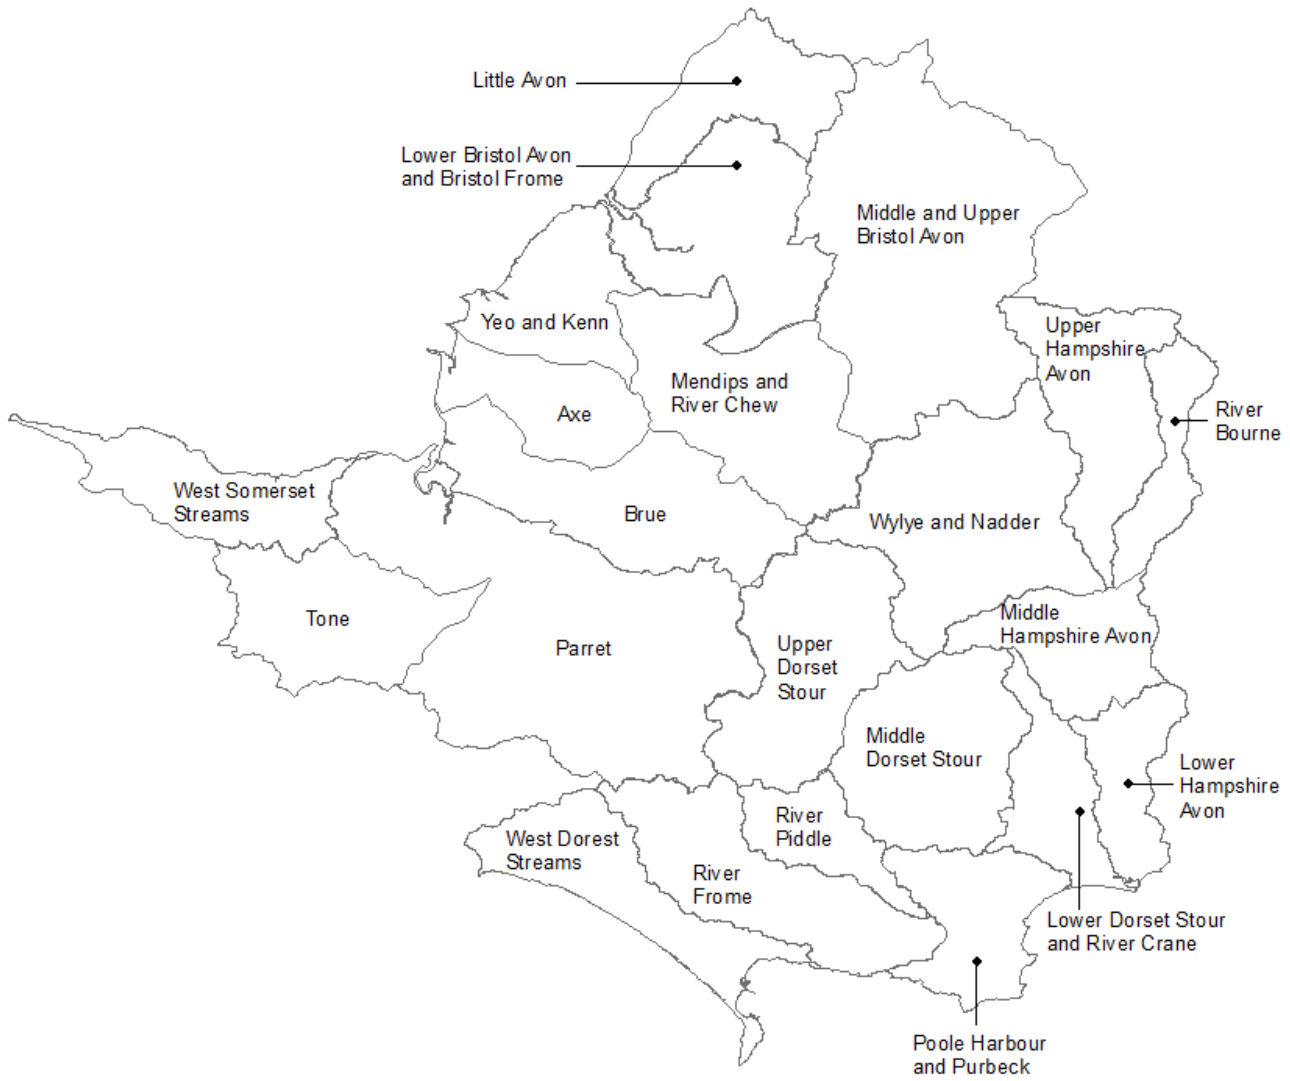 Little Avon
Lower Bristol Avon
and Bristol Frome
Middle and Upper
Bristol Avon
Yeo and Kenn
Upper
Hampshire
Avon
Mendips and
River Chew
Axe
River
Bourne
West Somerset
Streams
Brue
Wylye and Nadder
Tone
Parret
Middle
Hampshire Avon
Upper
Dorset
Stour
Middle
Dorset Stour
Lower
Hampshire
Avon
River
Piddle
West Dorest
Streams
River
Frome
Lower Dorset Stour
and River Crane
Poole Harbour
and Purbeck